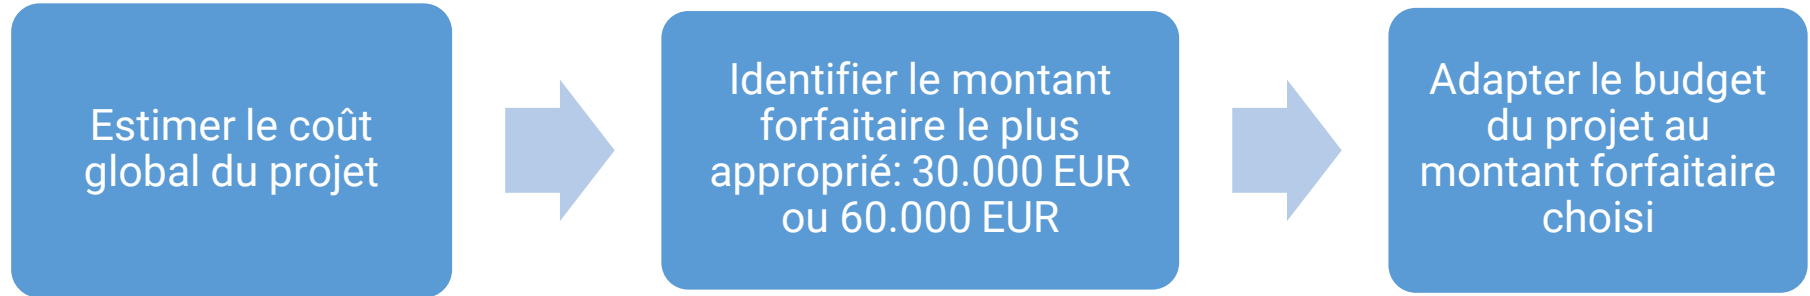 Estimer le coût
global du projet
Identifier le montant
forfaitaire le plus
approprié: 30.000 EUR
ou 60.000 EUR
Adapter le budget
du projet au
montant forfaitaire
choisi